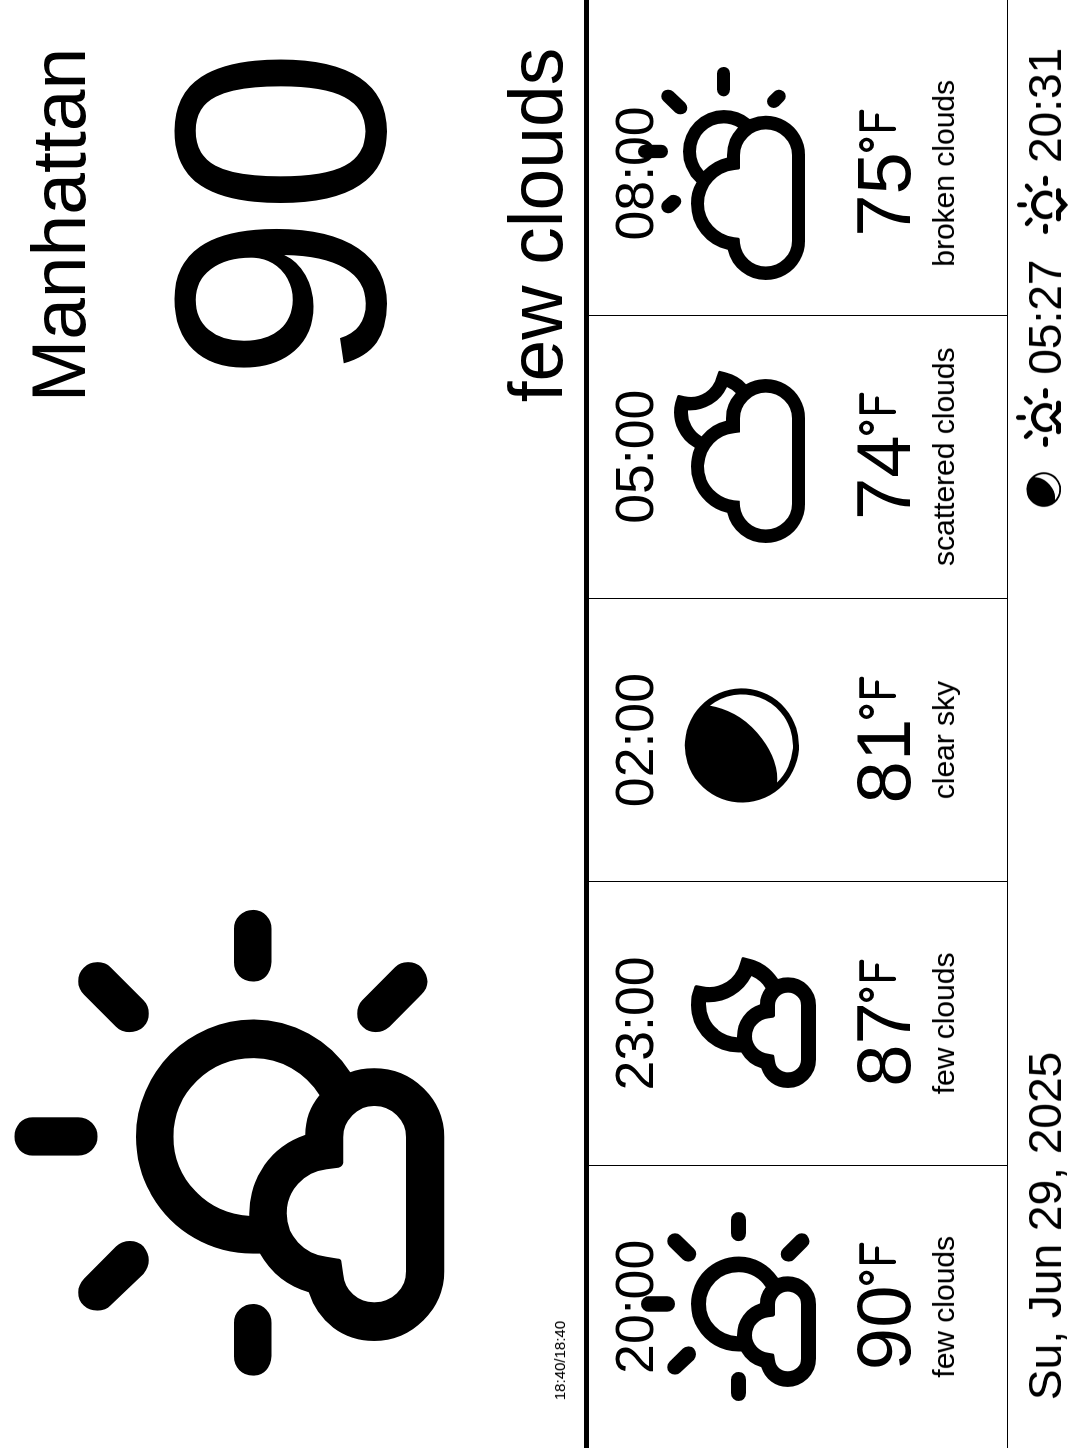 Manhattan
90
few clouds
18:40/18:40
20:00
90°F
few clouds
23:00
87°F
few clouds
02:00
81°F
clear sky
05:00
74°F
scattered clouds
08:00
75°F
broken clouds
Su, Jun 29, 2025
05:27
20:31